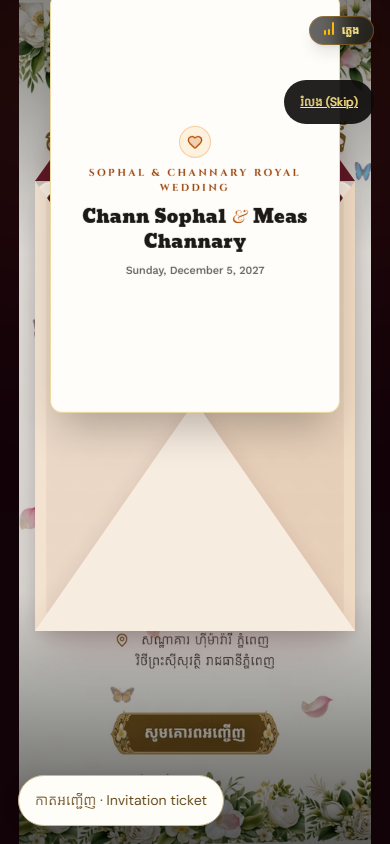 ភ្លេង
រំលង (Skip)
SOPHAL & CHANNARY ROYAL
WEDDING
Chann Sophal & Meas
Channary
Sunday, December 5, 2027
សណ្ឋាគារ ហ៊ីម៉ាវ៉ារី ភ្នំពេញ
វិថីព្រះស៊ីសុវត្ថិ រាជធានីភ្នំពេញ
សូមគោរពអញ្ជើញ
កាតអញ្ជើញ · Invitation ticket